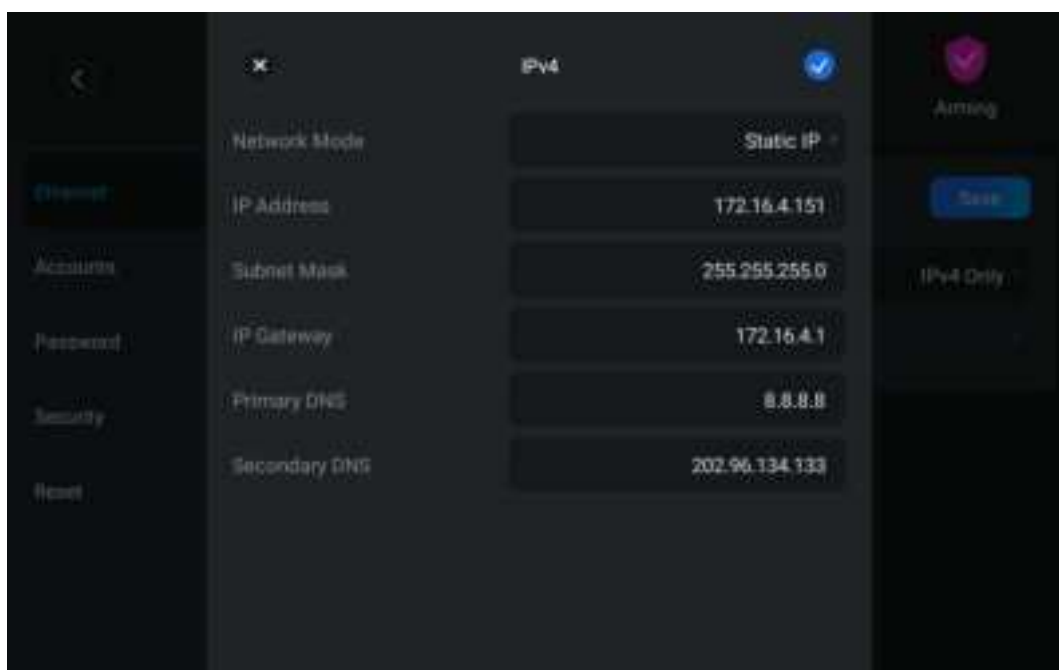 IPv4
Arming
Network Mode Static IP
Ethernet
IP Address 172.16.4.151
Save
Accounts
Subnet Mask 255.255.255.0
IPv4 Only
Password
IP Gateway 172.16.4.1
Primary DNS 8.8.8.8
Security
Secondary DNS 202.96.134.133
Reset